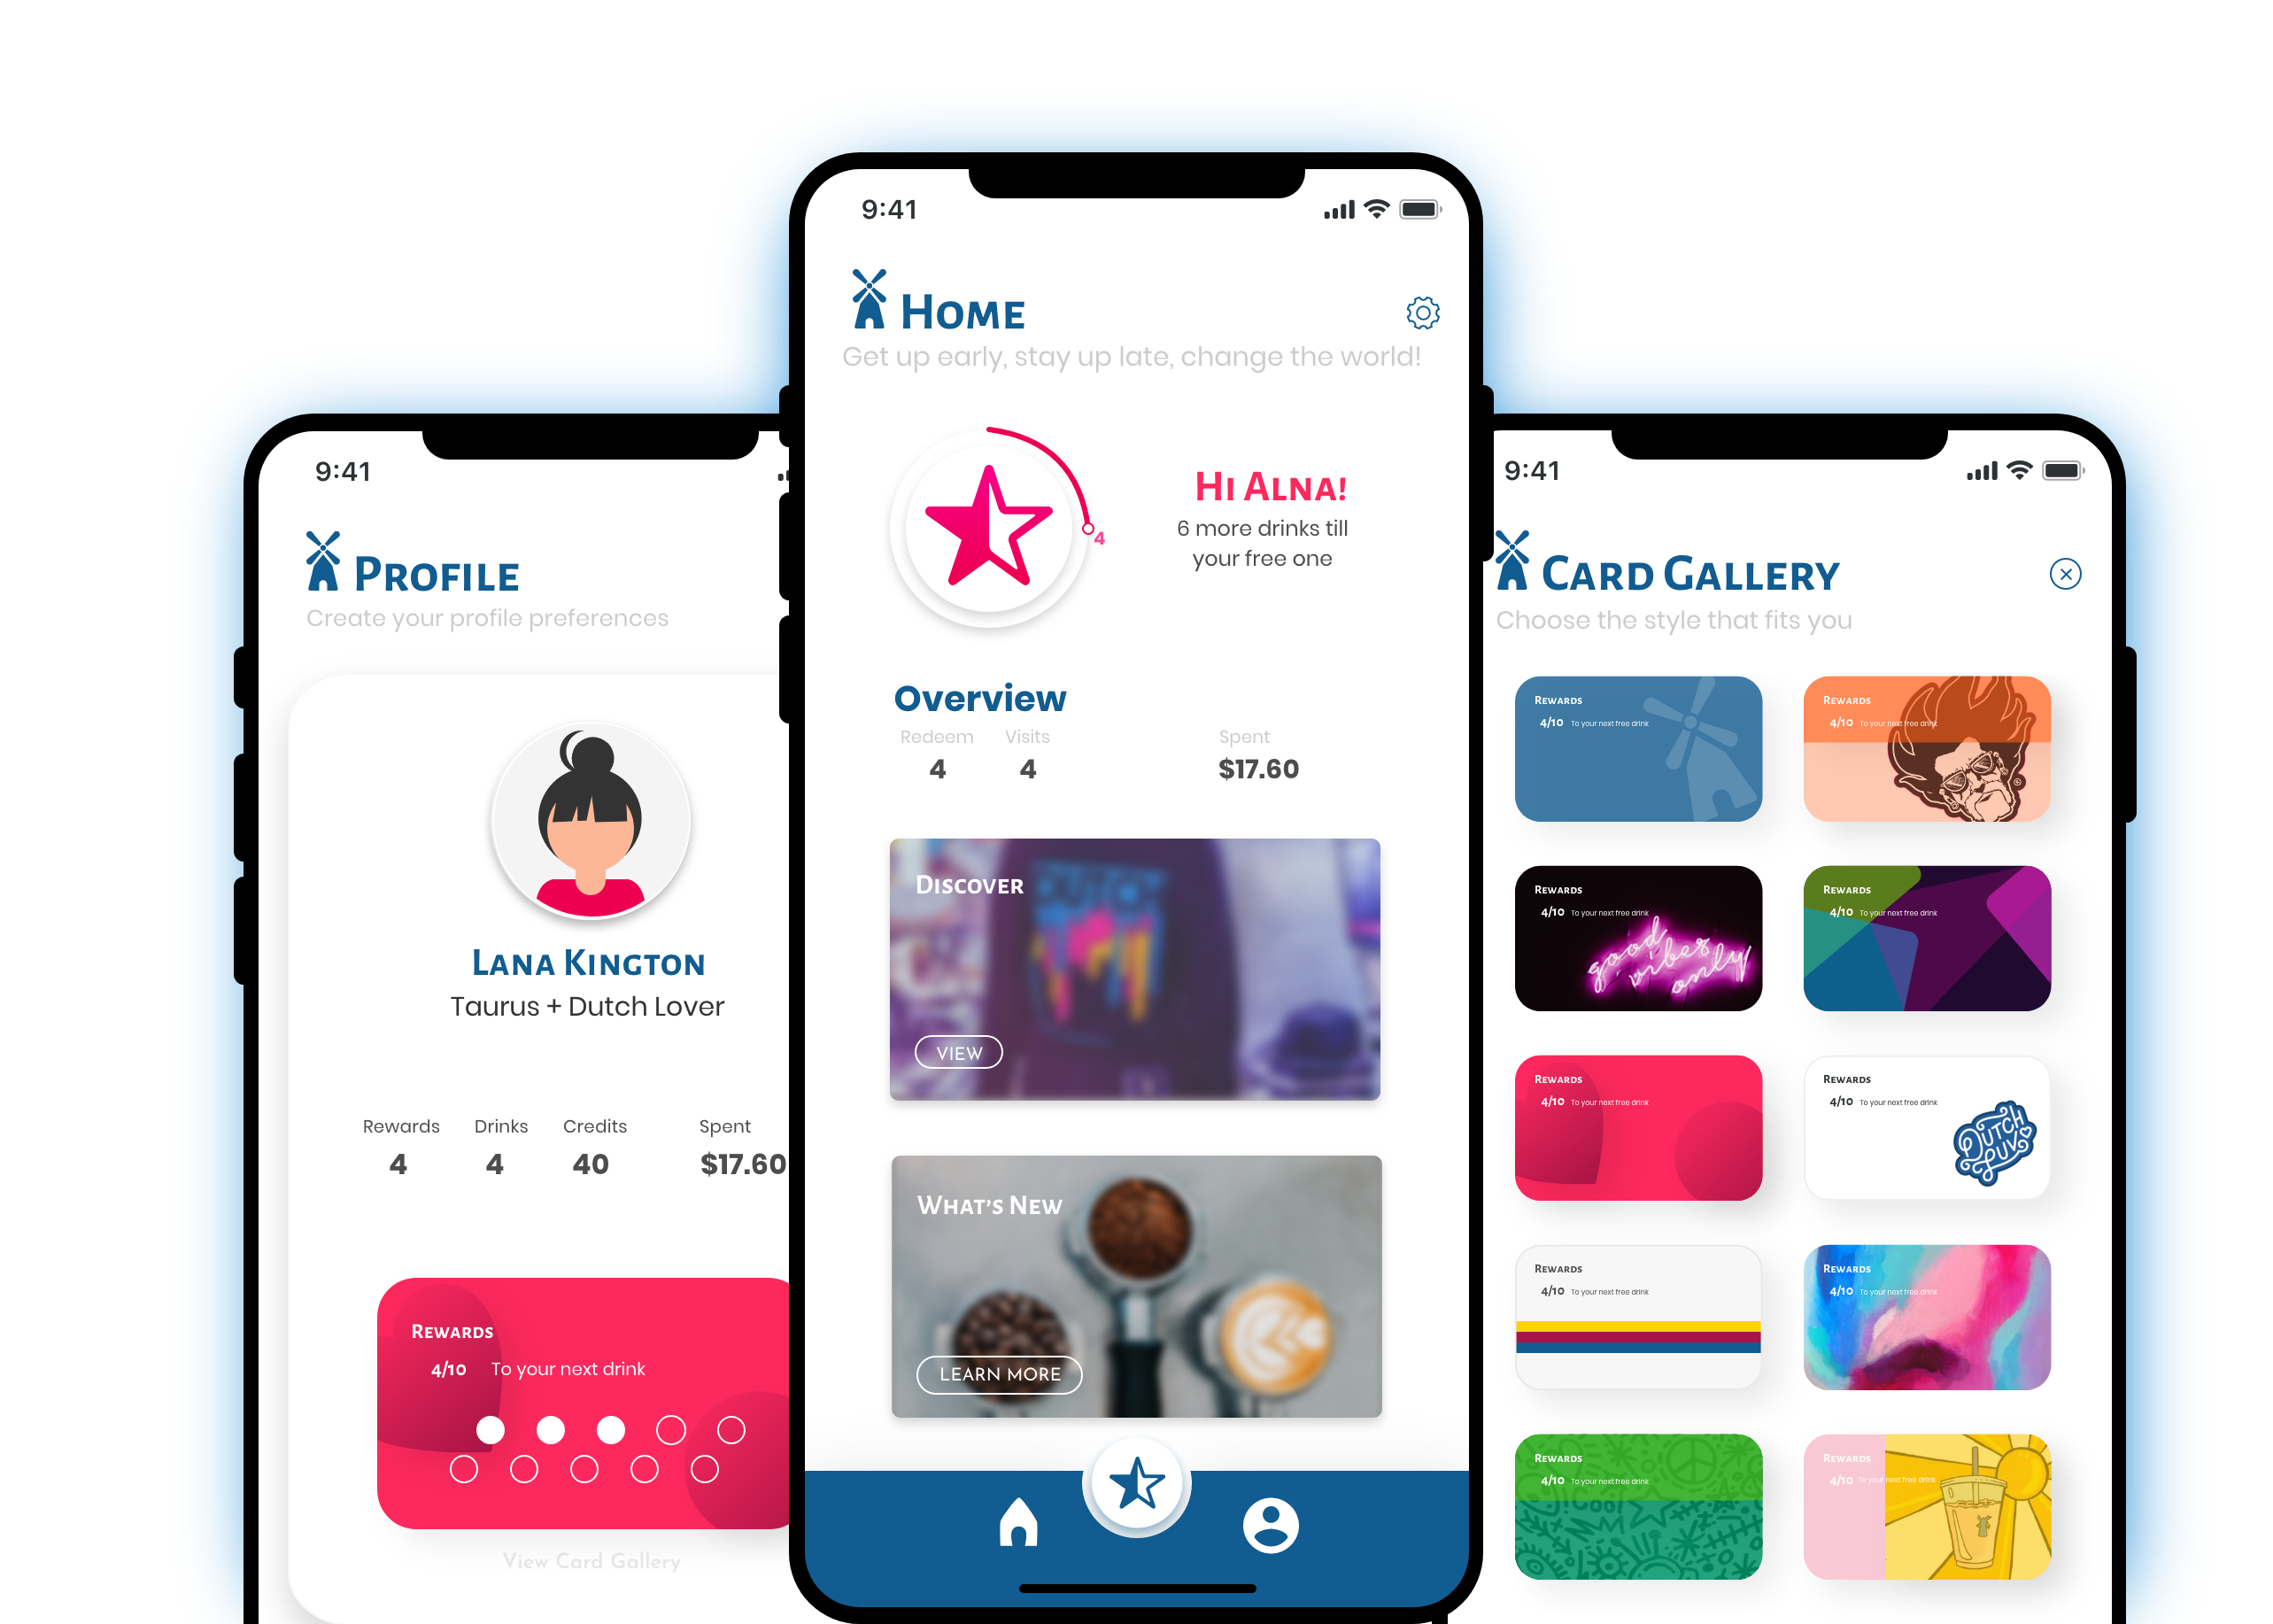 9:41
Profile
Create your profile preferences
Lana Kington
Taurus + Dutch Lover
Rewards Drinks Credits Spent
4 4 40 $17.60
Rewards
4/10 To your next drink
View Card Gallery
9:41
Home
Get up early, stay up late, change the world!
4
Hi Alna!
6 more drinks till
your free one
Overview
Redeem Visits Spent
4 4 $17.60
Discover
VIEW
What's New
LEARN MORE
9:41
Card Gallery
Choose the style that fits you
Rewards
4/10 To your next free drink
Rewards
4/10 To your next free drink
Rewards
4/10 To your next free drink
good vibes only
Rewards
4/10 To your next free drink
Rewards
4/10 To your next free drink
Rewards
4/10 To your next free drink
DUTCH LUV
Rewards
4/10 To your next free drink
Rewards
4/10 To your next free drink
Rewards
4/10 To your next free drink
Rewards
4/10 To your next free drink